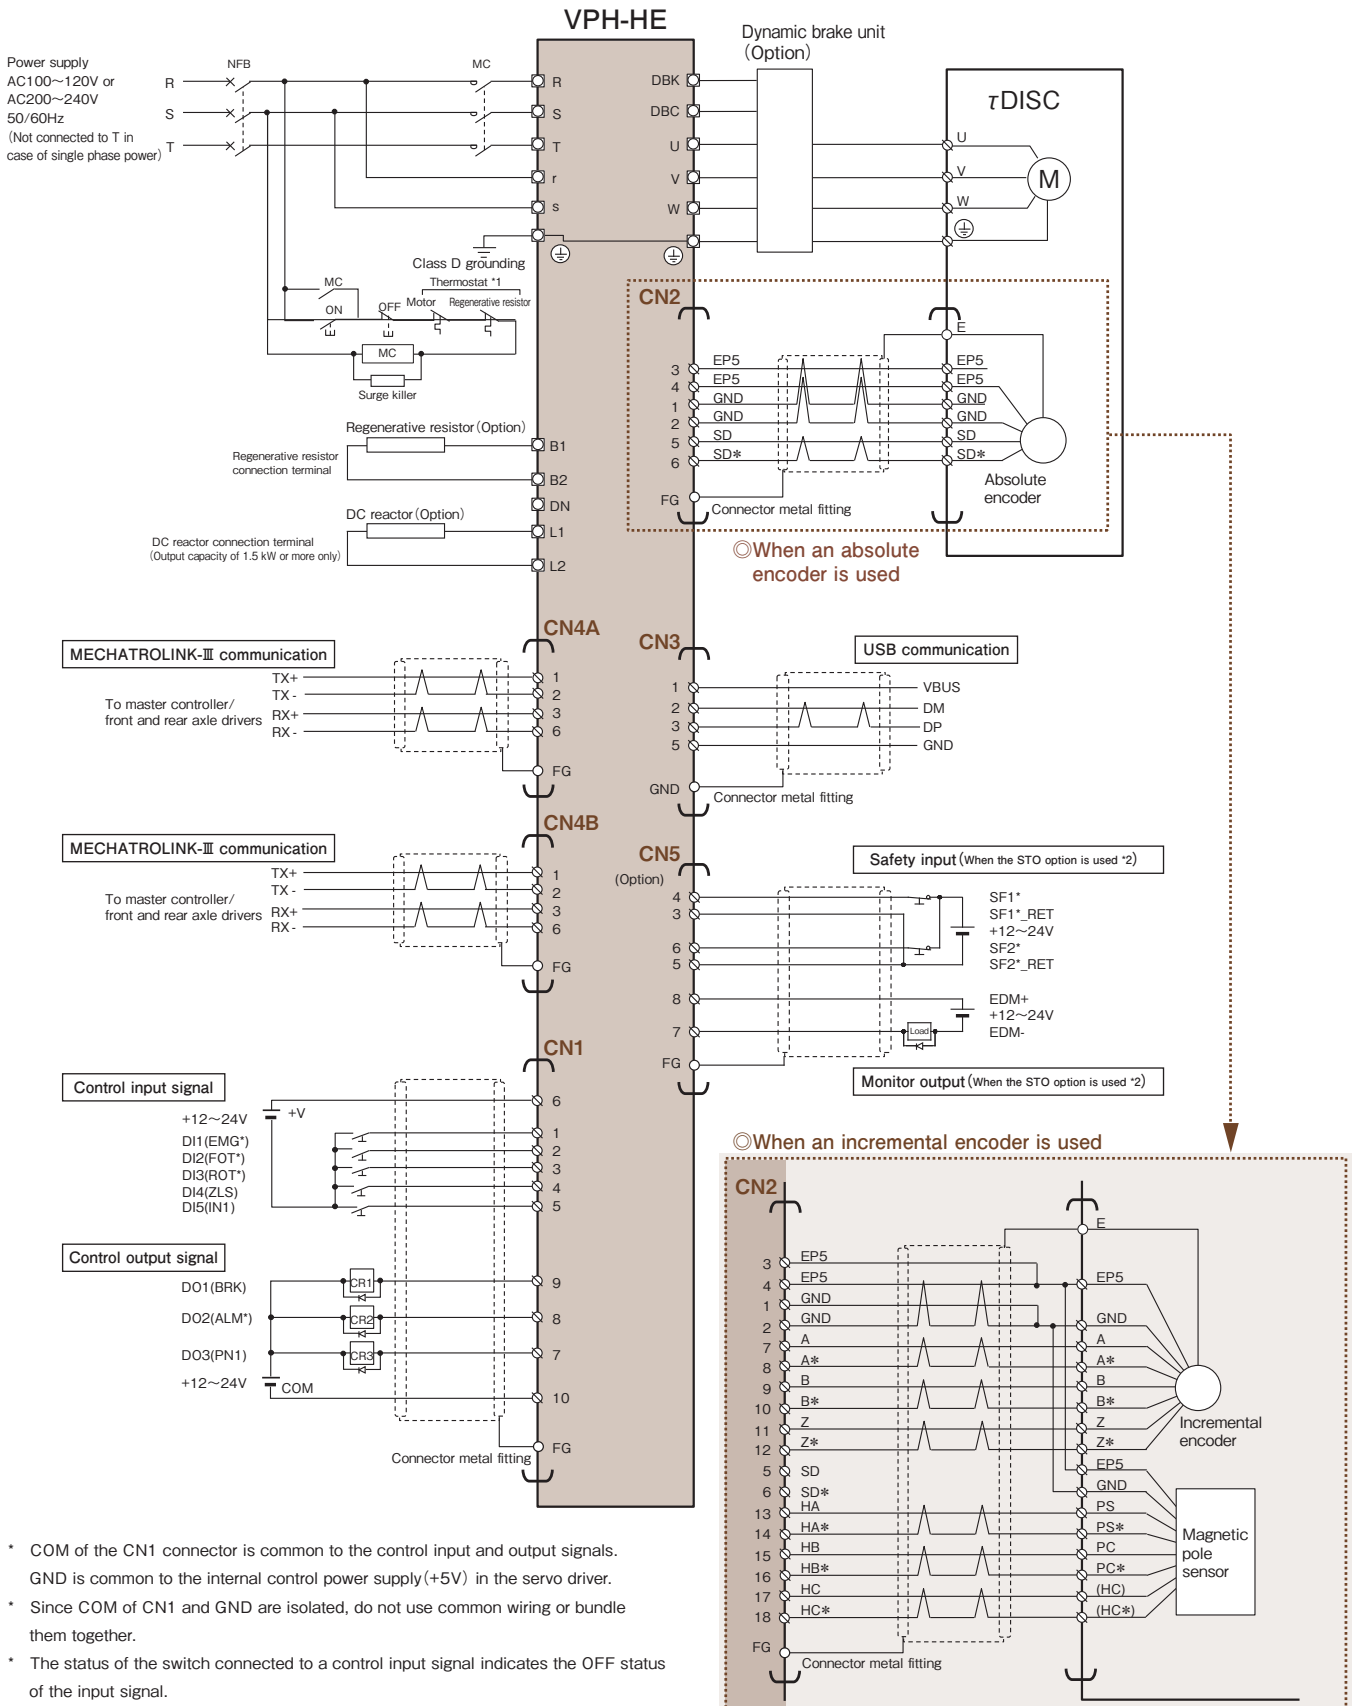 VPH-HE
Power supply
AC100～120V or
AC200～240V
50/60Hz
(Not connected to T in
case of single phase power)
R
S
T
NFB
MC
R
S
T
r
s
Class D grounding
MC
ON
OFF
Thermostat *1
Motor
Regenerative resistor
MC
Surge killer
Regenerative resistor (Option)
Regenerative resistor
connection terminal
B1
B2
DN
DC reactor (Option)
DC reactor connection terminal
(Output capacity of 1.5 kW or more only)
L1
L2
Dynamic brake unit
(Option)
DBK
DBC
U
V
W
τDISC
U
V
W
M
CN2
3 EP5 EP5
4 EP5 EP5
1 GND GND
2 GND GND
5 SD SD
6 SD* SD*
FG
Connector metal fitting
E
Absolute
encoder
◎When an absolute
encoder is used
CN4A
MECHATROLINK-Ⅲ communication
To master controller/
front and rear axle drivers
TX+ 1
TX- 2
RX+ 3
RX- 6
FG
CN4B
MECHATROLINK-Ⅲ communication
To master controller/
front and rear axle drivers
TX+ 1
TX- 2
RX+ 3
RX- 6
FG
CN3
USB communication
1 VBUS
2 DM
3 DP
5 GND
GND
Connector metal fitting
CN5
(Option)
Safety input (When the STO option is used *2)
4 SF1*
3 SF1*_RET
+12～24V
6 SF2*
5 SF2*_RET
8 EDM+
+12～24V
7 Load EDM-
FG
Monitor output (When the STO option is used *2)
CN1
Control input signal
+12～24V +V 6
DI1(EMG*) 1
DI2(FOT*) 2
DI3(ROT*) 3
DI4(ZLS) 4
DI5(IN1) 5
Control output signal
DO1(BRK) CR1 9
DO2(ALM*) CR2 8
DO3(PN1) CR3 7
+12～24V COM 10
FG
Connector metal fitting
◎When an incremental encoder is used
CN2
E
3 EP5
4 EP5 EP5
1 GND
2 GND GND
7 A A
8 A* A*
9 B B
10 B* B*
11 Z Z
12 Z* Z*
5 SD EP5
6 SD* GND
13 HA PS
14 HA* PS*
15 HB PC
16 HB* PC*
17 HC (HC)
18 HC* (HC*)
FG
Connector metal fitting
Incremental
encoder
Magnetic
pole
sensor
* COM of the CN1 connector is common to the control input and output signals.
GND is common to the internal control power supply (+5V) in the servo driver.
* Since COM of CN1 and GND are isolated, do not use common wiring or bundle
them together.
* The status of the switch connected to a control input signal indicates the OFF status
of the input signal.